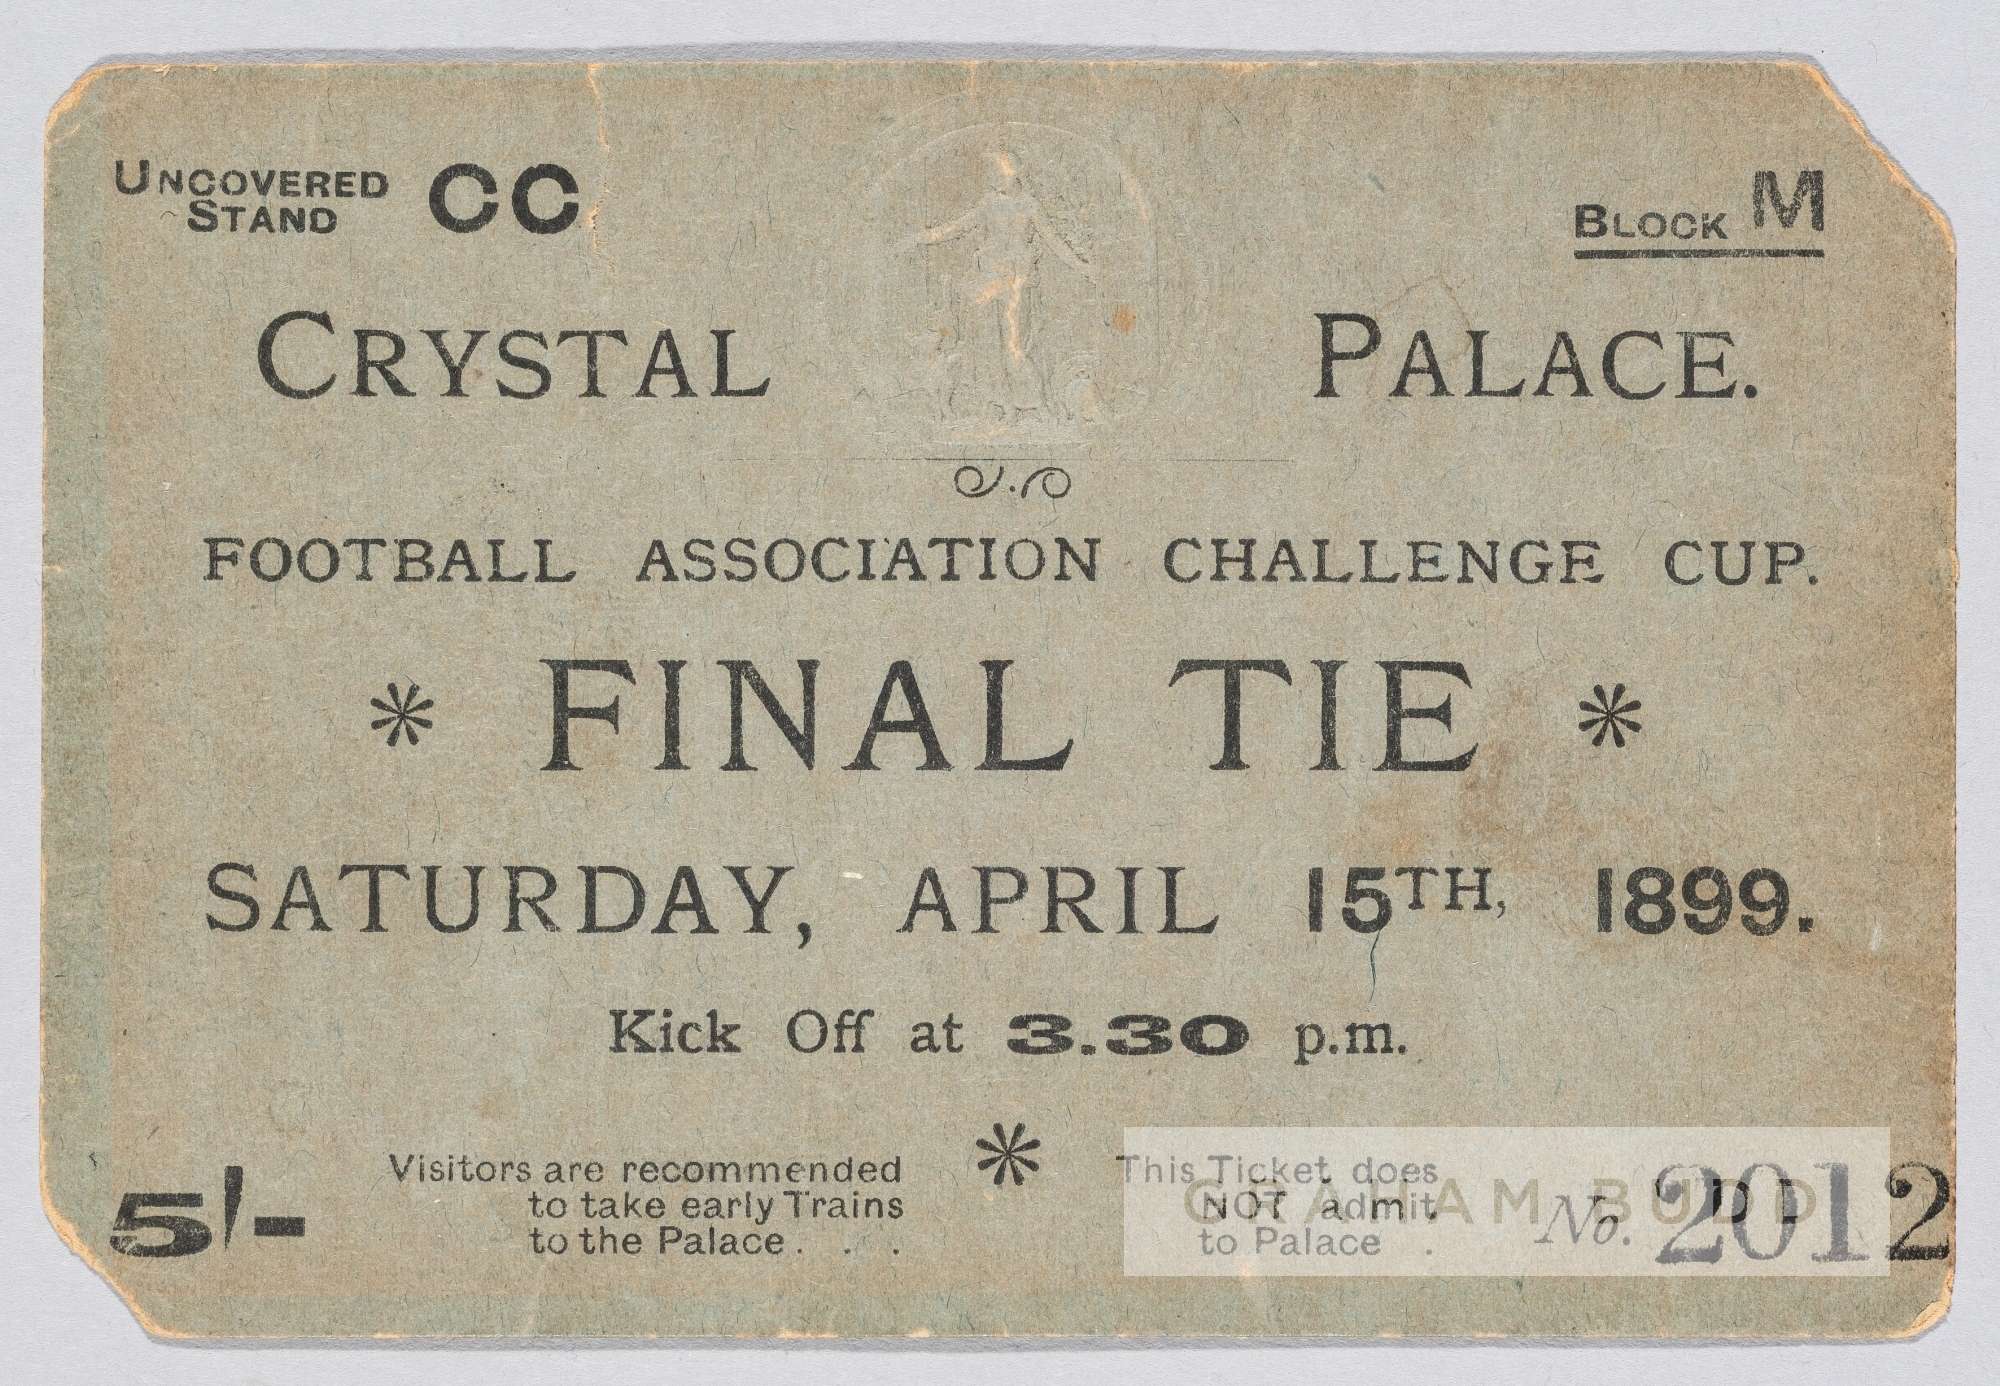 UNCOVERED STAND CC
BLOCK M
CRYSTAL PALACE.
FOOTBALL ASSOCIATION CHALLENGE CUP.
* FINAL TIE *
SATURDAY, APRIL 15TH, 1899.
Kick Off at 3.30 p.m.
*
5/-
Visitors are recommended
to take early Trains
to the Palace . . .
This Ticket does
NOT admit
to Palace .
No. 2012
GRAHAM BUDD